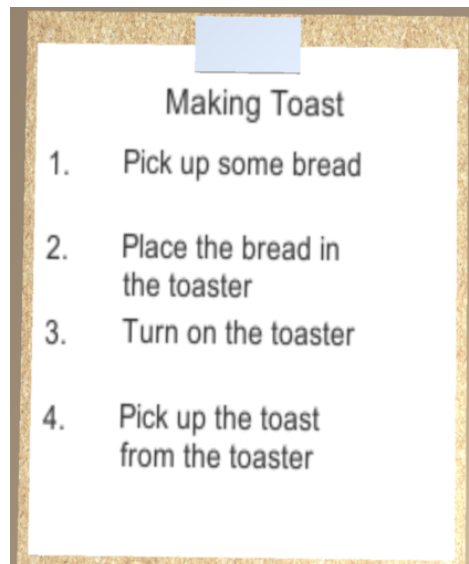 Making Toast
1. Pick up some bread
2. Place the bread in
the toaster
3. Turn on the toaster
4. Pick up the toast
from the toaster